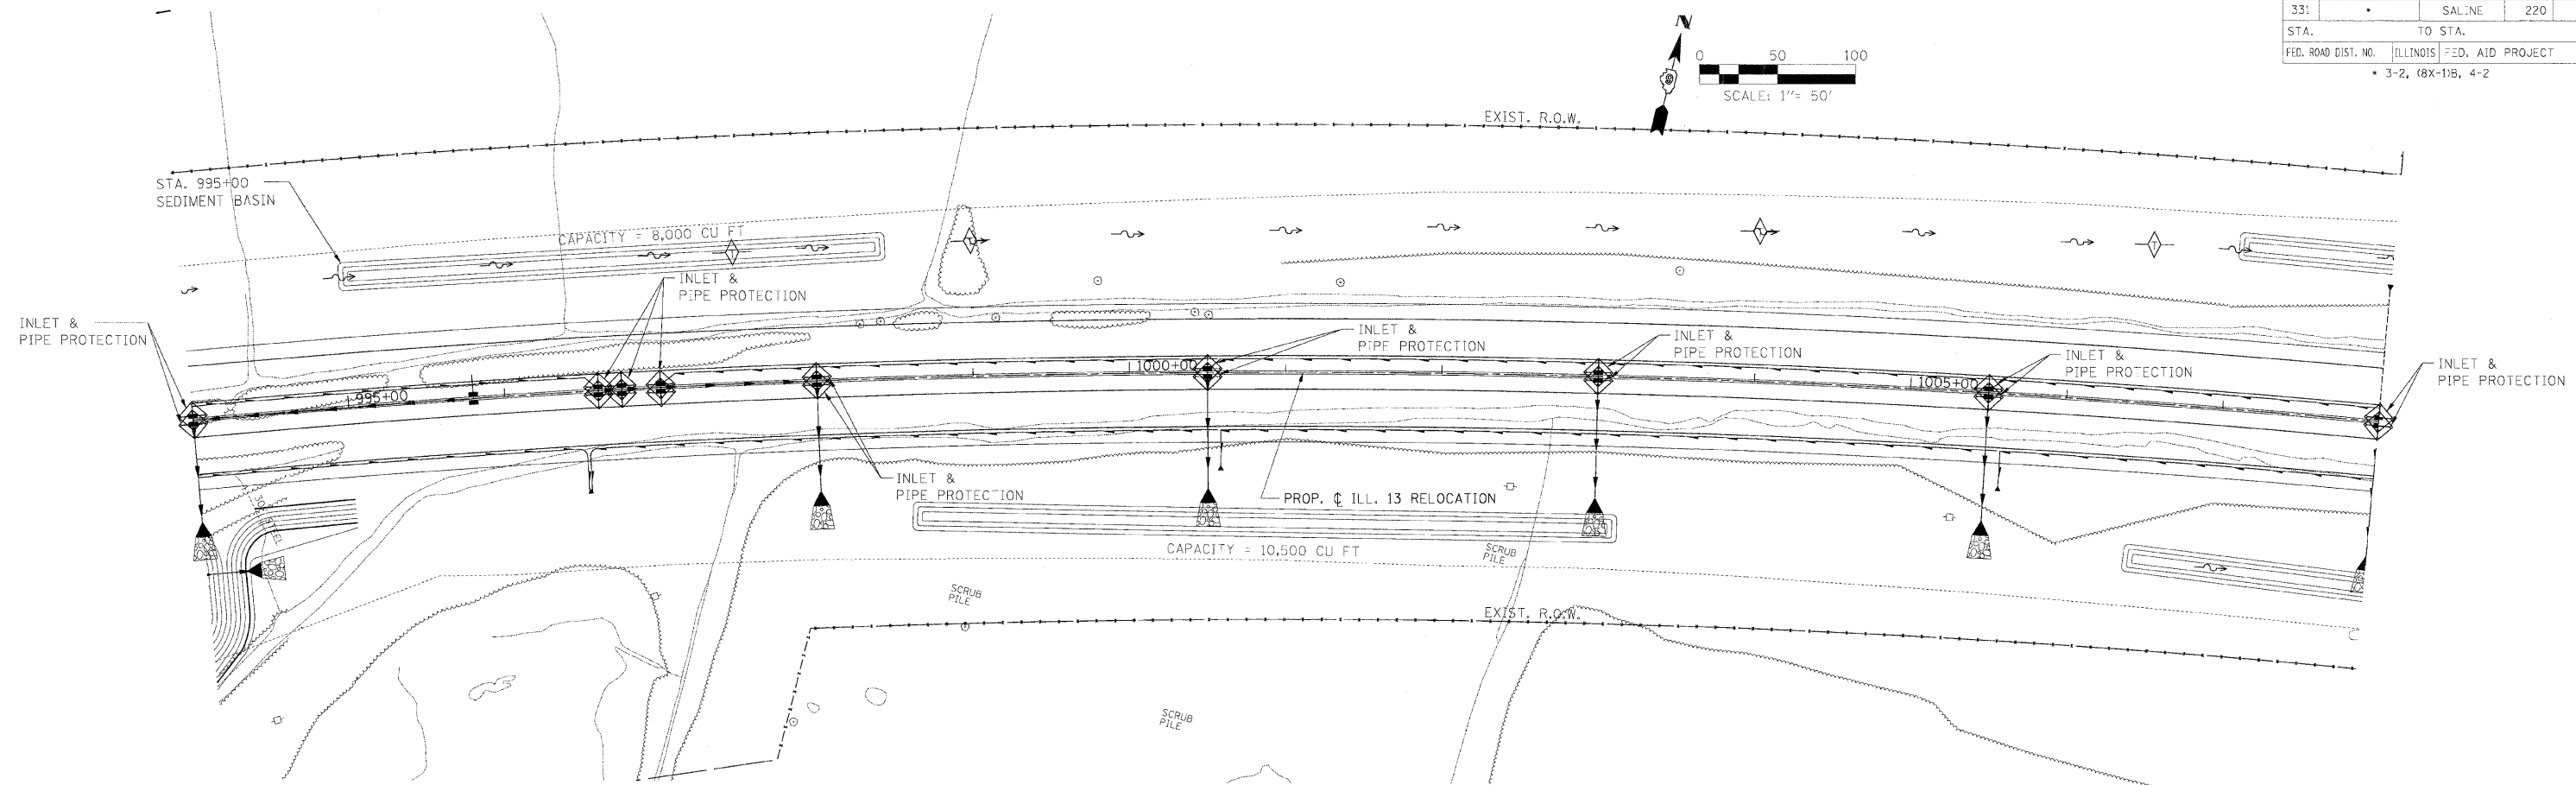 331 * SALINE 220
STA. TO STA.
FED. ROAD DIST. NO. ILLINOIS FED. AID PROJECT
* 3-2, (8X-1)B, 4-2
N
0 50 100
SCALE: 1"= 50'
EXIST. R.O.W.
STA. 995+00
SEDIMENT BASIN
CAPACITY = 8,000 CU FT
INLET &
PIPE PROTECTION
INLET &
PIPE PROTECTION
INLET &
PIPE PROTECTION
INLET &
PIPE PROTECTION
INLET &
PIPE PROTECTION
INLET &
PIPE PROTECTION
995+00
1000+00
1005+00
INLET &
PIPE PROTECTION
PROP. ℄ ILL. 13 RELOCATION
CAPACITY = 10,500 CU FT
SCRUB
PILE
SCRUB
PILE
EXIST. R.O.W.
SCRUB
PILE
T
T
T
T